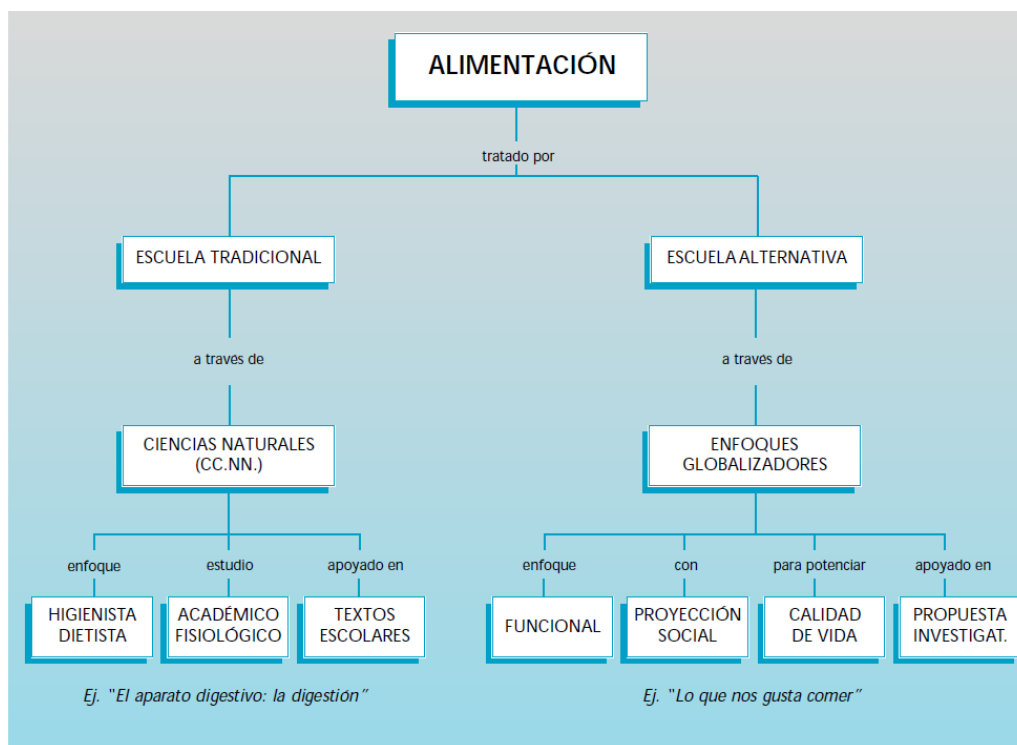 ALIMENTACIÓN
tratado por
ESCUELA TRADICIONAL
ESCUELA ALTERNATIVA
a través de
a través de
CIENCIAS NATURALES
(CC.NN.)
ENFOQUES
GLOBALIZADORES
enfoque
estudio
apoyado en
enfoque
con
para potenciar
apoyado en
HIGIENISTA
DIETISTA
ACADÉMICO
FISIOLÓGICO
TEXTOS
ESCOLARES
FUNCIONAL
PROYECCIÓN
SOCIAL
CALIDAD
DE VIDA
PROPUESTA
INVESTIGAT.
Ej. "El aparato digestivo: la digestión"
Ej. "Lo que nos gusta comer"